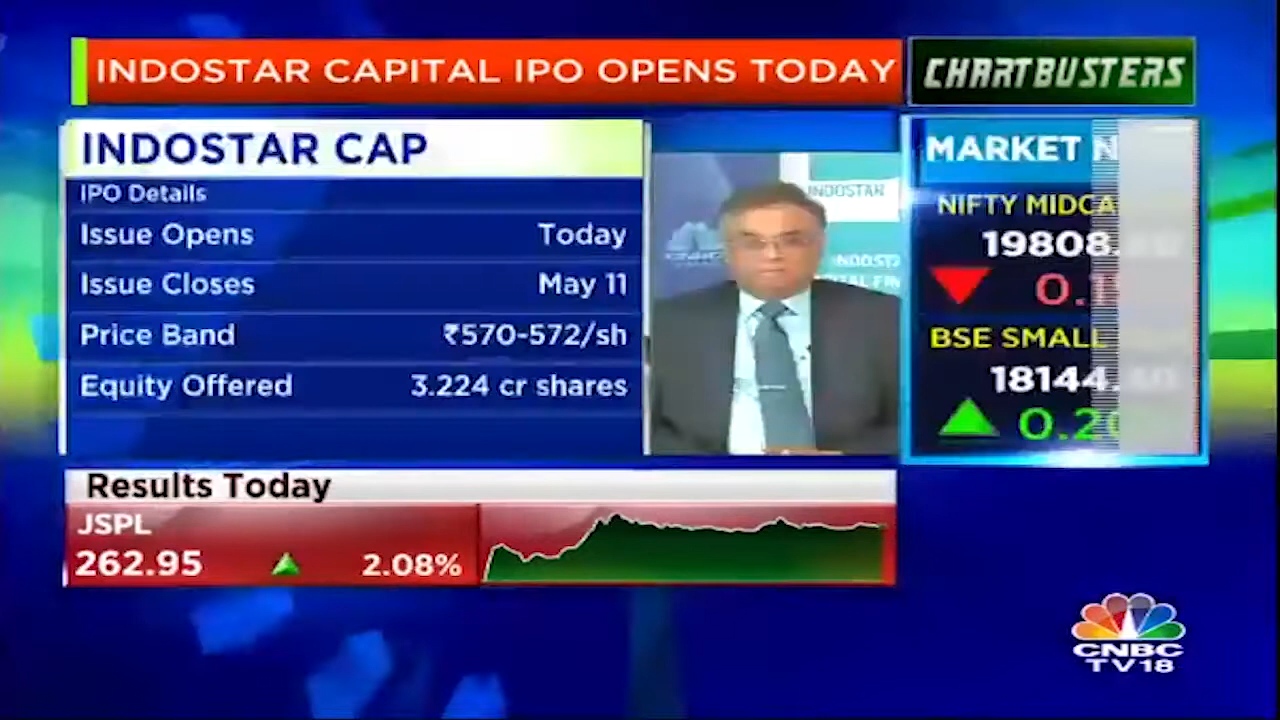 INDOSTAR CAPITAL IPO OPENS TODAY
CHARTBUSTERS
INDOSTAR CAP
IPO Details
Issue Opens Today
Issue Closes May 11
Price Band ₹570-572/sh
Equity Offered 3.224 cr shares
INDOSTAR
CNBC
MARKET
NIFTY
19808.
BSE
18144.
Results Today
JSPL
262.95 2.08%
CNBC
TV18